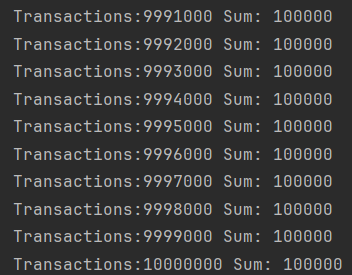 Transactions:9991000 Sum: 100000
Transactions:9992000 Sum: 100000
Transactions:9993000 Sum: 100000
Transactions:9994000 Sum: 100000
Transactions:9995000 Sum: 100000
Transactions:9996000 Sum: 100000
Transactions:9997000 Sum: 100000
Transactions:9998000 Sum: 100000
Transactions:9999000 Sum: 100000
Transactions:10000000 Sum: 100000